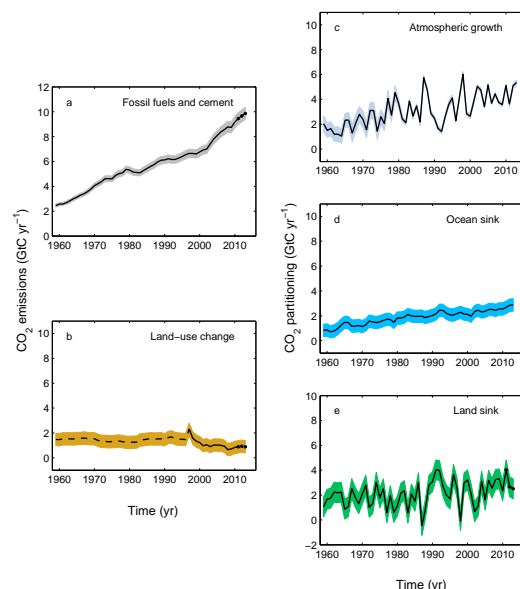 a
Fossil fuels and cement
12
10
8
6
4
2
0
1960 1970 1980 1990 2000 2010
b
Land−use change
10
8
6
4
2
0
1960 1970 1980 1990 2000 2010
CO2 emissions (GtC yr−1)
Time (yr)
c
Atmospheric growth
10
8
6
4
2
0
1960 1970 1980 1990 2000 2010
d
Ocean sink
10
8
6
4
2
0
1960 1970 1980 1990 2000 2010
e
Land sink
10
8
6
4
2
0
−2
1960 1970 1980 1990 2000 2010
CO2 partitioning (GtC yr−1)
Time (yr)